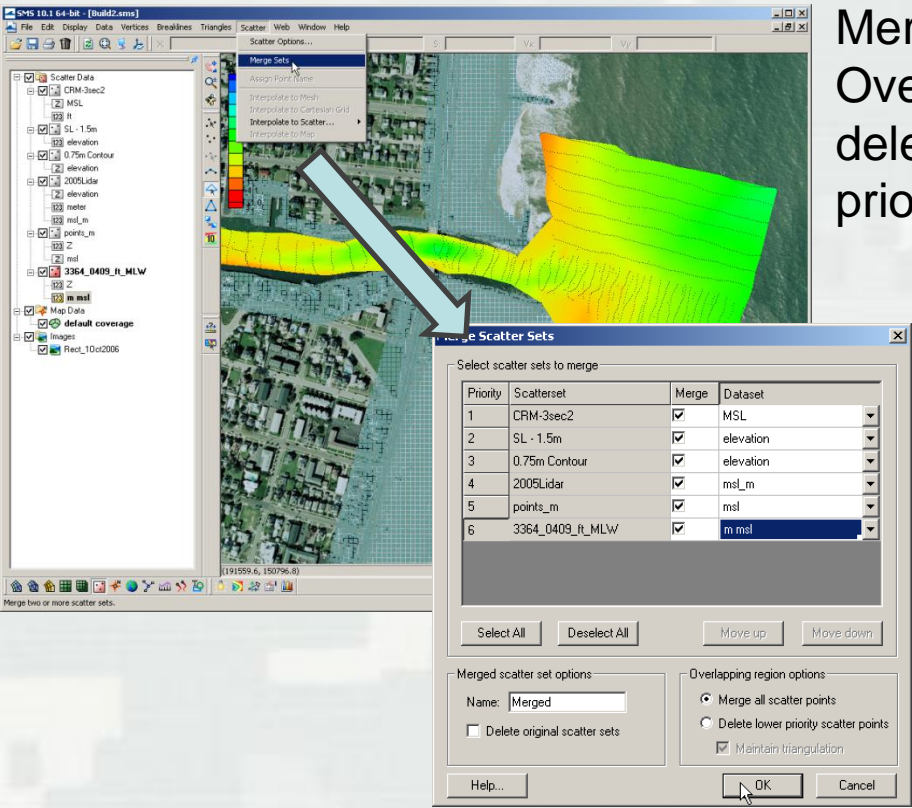 SMS 10.1 64-bit - [Build2.sms]
File Edit Display Data Vertices Breaklines Triangles Scatter Web Window Help
S: Vx: Vy:
Scatter Options...
Merge Sets
Assign Point Name
Interpolate to Mesh
Interpolate to Cartesian Grid
Interpolate to Scatter...
Interpolate to Map
Scatter Data
CRM-3sec2
MSL
ft
SL - 1.5m
elevation
0.75m Contour
elevation
2005Lidar
elevation
meter
msl_m
points_m
Z
msl
3364_0409_ft_MLW
Z
m msl
Map Data
default coverage
Images
Rect_10ct2006
(191559.6, 150796.8)
Merge two or more scatter sets.
Select scatter sets to merge
Priority Scatterset Merge Dataset
1 CRM-3sec2 MSL
2 SL - 1.5m elevation
3 0.75m Contour elevation
4 2005Lidar msl_m
5 points_m msl
6 3364_0409_ft_MLW m msl
Select All Deselect All Move up Move down
Merged scatter set options
Name: Merged
Delete original scatter sets
Overlapping region options
Merge all scatter points
Delete lower priority scatter points
Maintain triangulation
Help... OK Cancel